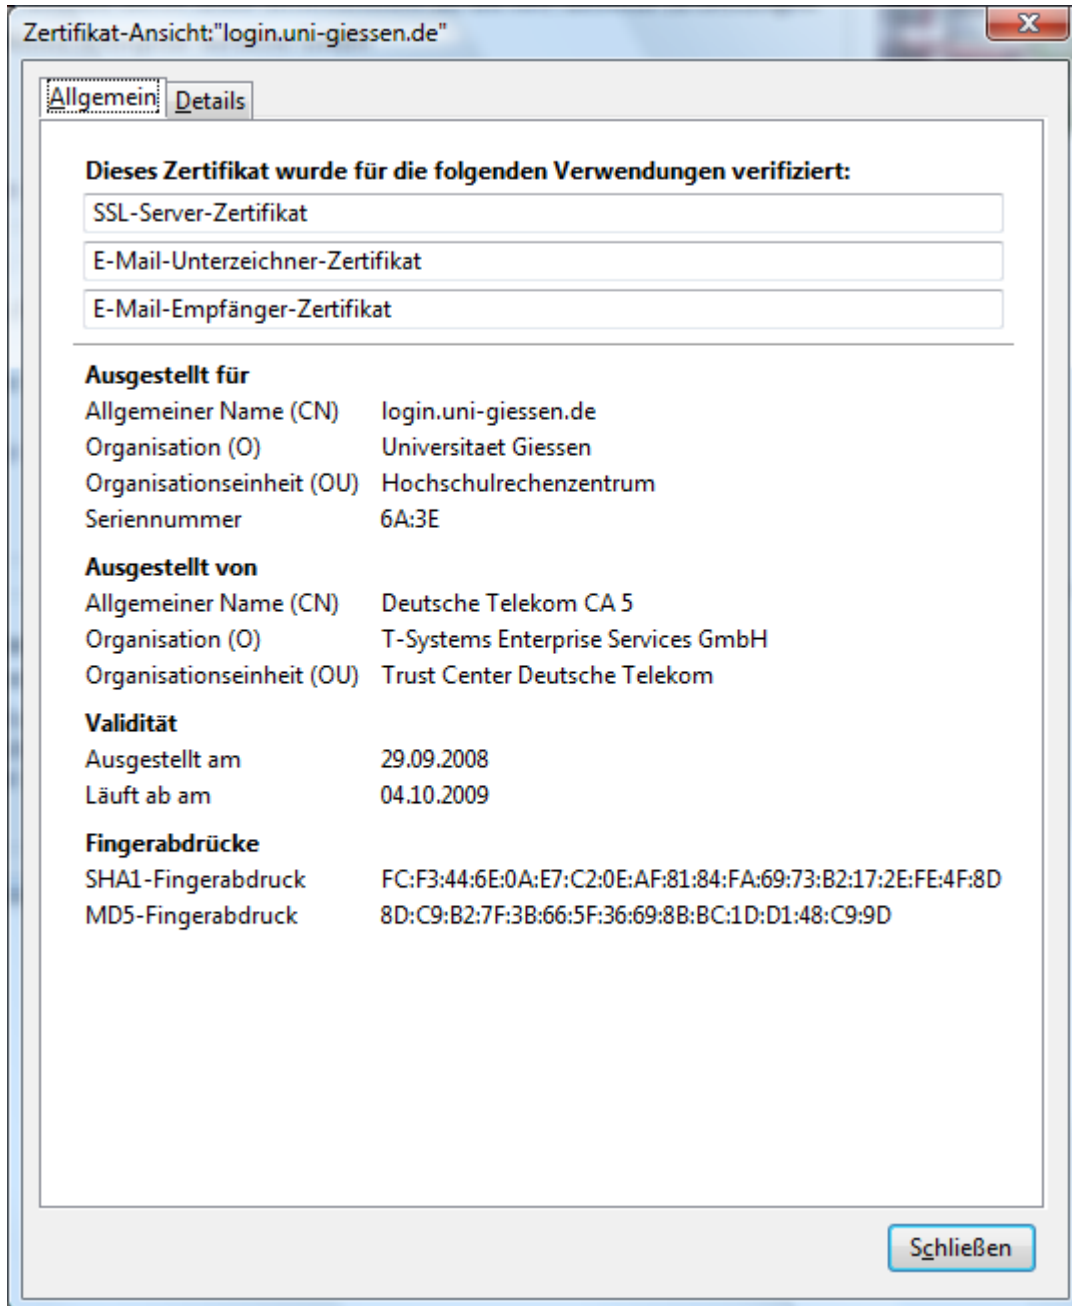 Zertifikat-Ansicht:"login.uni-giessen.de"
Allgemein Details
Dieses Zertifikat wurde für die folgenden Verwendungen verifiziert:
SSL-Server-Zertifikat
E-Mail-Unterzeichner-Zertifikat
E-Mail-Empfänger-Zertifikat
Ausgestellt für
Allgemeiner Name (CN) login.uni-giessen.de
Organisation (O) Universitaet Giessen
Organisationseinheit (OU) Hochschulrechenzentrum
Seriennummer 6A:3E
Ausgestellt von
Allgemeiner Name (CN) Deutsche Telekom CA 5
Organisation (O) T-Systems Enterprise Services GmbH
Organisationseinheit (OU) Trust Center Deutsche Telekom
Validität
Ausgestellt am 29.09.2008
Läuft ab am 04.10.2009
Fingerabdrücke
SHA1-Fingerabdruck FC:F3:44:6E:0A:E7:C2:0E:AF:81:84:FA:69:73:B2:17:2E:FE:4F:8D
MD5-Fingerabdruck 8D:C9:B2:7F:3B:66:5F:36:69:8B:BC:1D:D1:48:C9:9D
Schließen